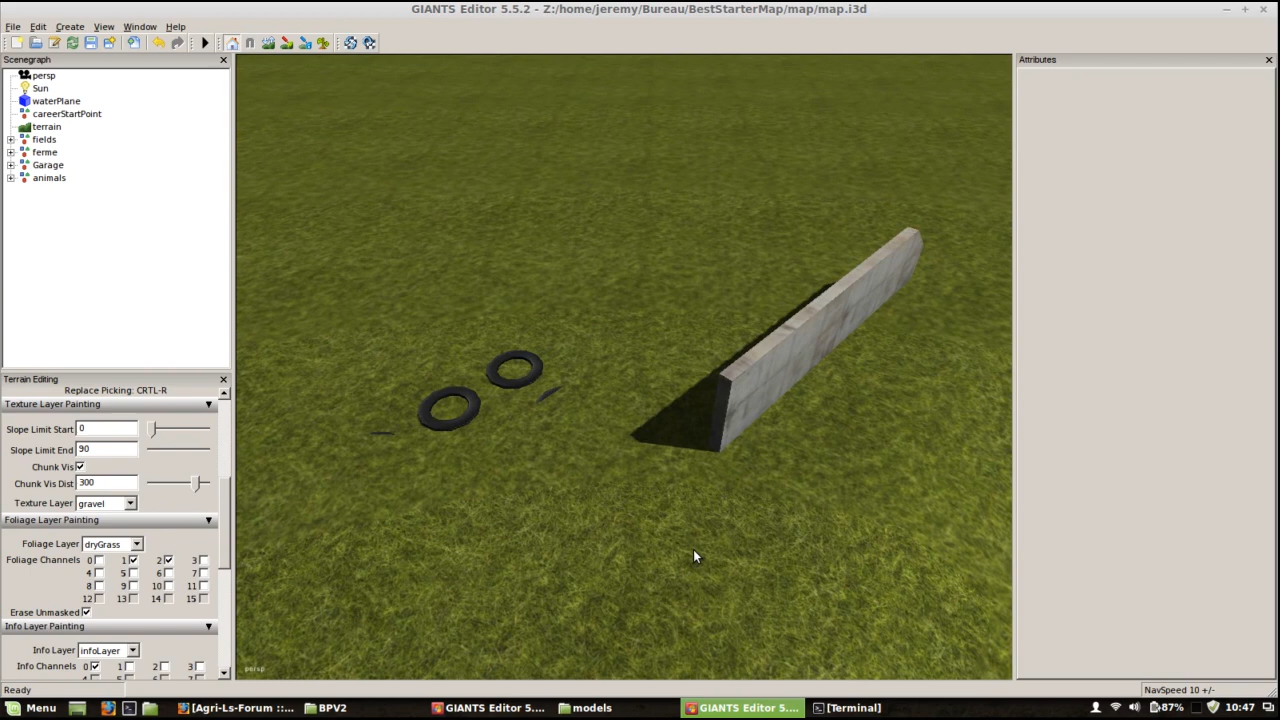 GIANTS Editor 5.5.2 - Z:/home/jeremy/Bureau/BestStarterMap/map/map.i3d
File Edit Create View Window Help
Scenegraph
persp
Sun
waterPlane
careerStartPoint
terrain
fields
ferme
Garage
animals
Terrain Editing
Replace Picking: CRTL-R
Texture Layer Painting
Slope Limit Start 0
Slope Limit End 90
Chunk Vis
Chunk Vis Dist 300
Texture Layer gravel
Foliage Layer Painting
Foliage Layer dryGrass
Foliage Channels 0 1 2 3
4 5 6 7
8 9 10 11
12 13 14 15
Erase Unmasked
Info Layer Painting
Info Layer infoLayer
Info Channels 0 1 2 3
persp
Attributes
Ready
NavSpeed 10 +/-
Menu [Agri-Ls-Forum ::... BPV2 GIANTS Editor 5.... models GIANTS Editor 5.... [Terminal] 87% 10:47